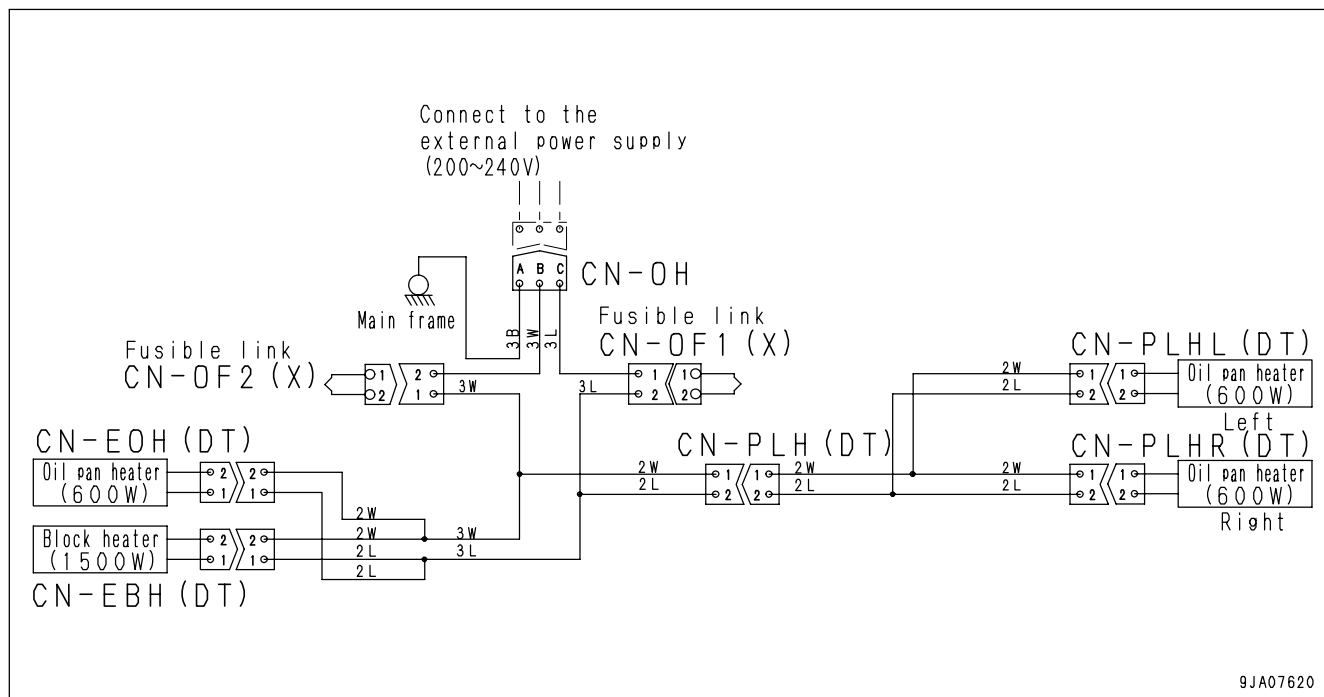 Connect to the
external power supply
(200~240V)
A B C
CN-OH
Main frame
3B
3W
3L
Fusible link
CN-OF1 (X)
Fusible link
CN-OF2 (X)
1 2
2 1
3W
3L
1 1
2 2
CN-PLHL (DT)
2W
2L
1 1
2 2
Oil pan heater
(600W)
Left
CN-EOH (DT)
Oil pan heater
(600W)
2 2
1 1
CN-PLH (DT)
2W
2L
1 1
2 2
2W
2L
CN-PLHR (DT)
2W
2L
1 1
2 2
Oil pan heater
(600W)
Right
Block heater
(1500W)
2 2
1 1
2W
2W
2L
2L
3W
3L
CN-EBH (DT)
9JA07620